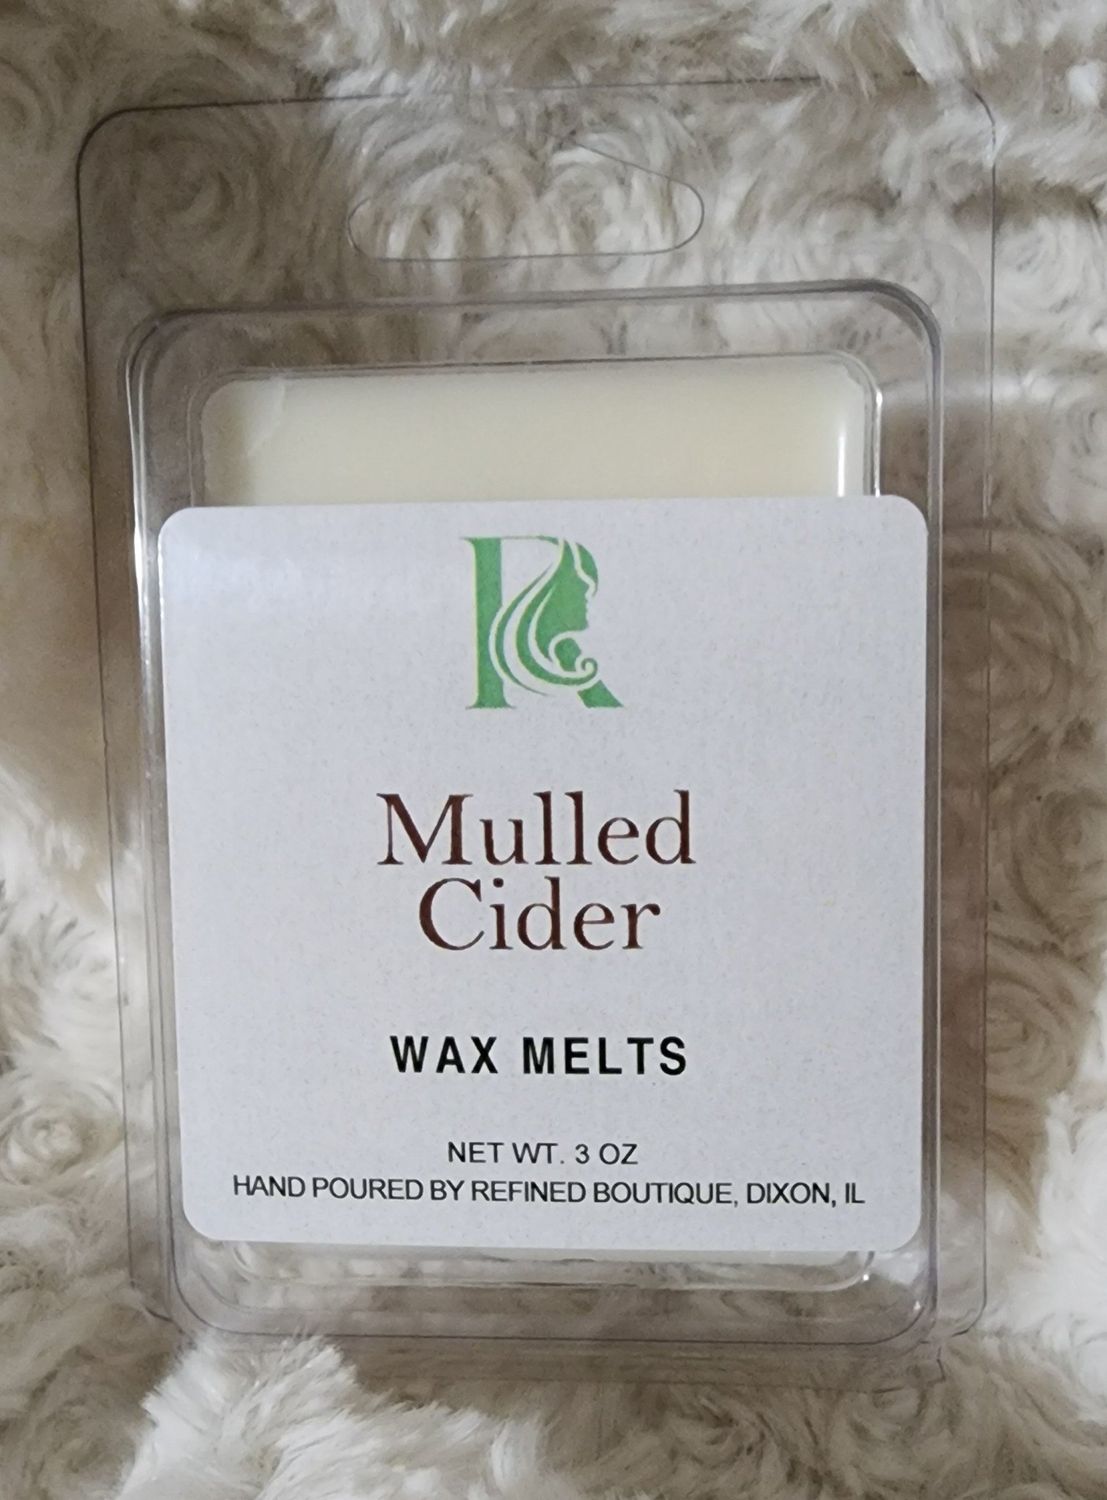 R
Mulled
Cider
WAX MELTS
NET WT. 3 OZ
HAND POURED BY REFINED BOUTIQUE, DIXON, IL